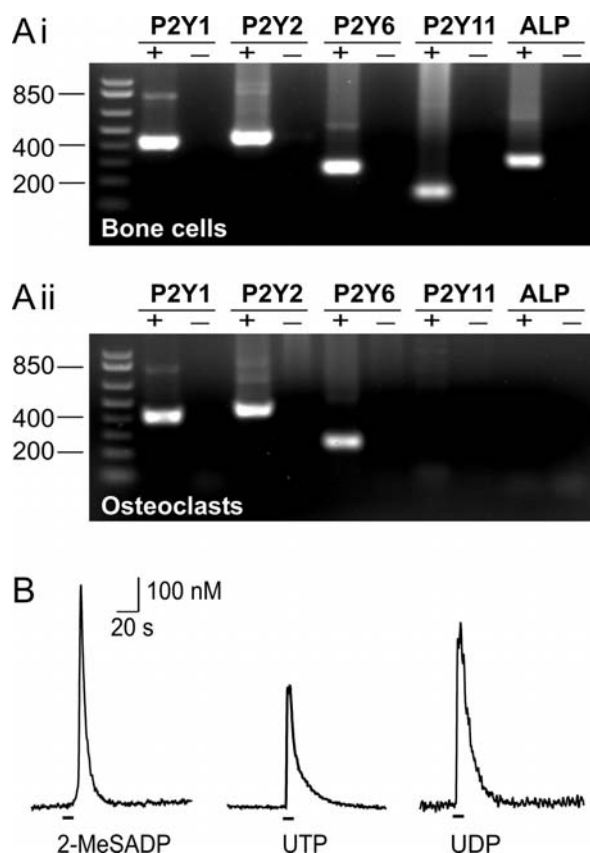 Ai
P2Y1 P2Y2 P2Y6 P2Y11 ALP
+ — + — + — + — + —
850
400
200
Bone cells
Aii
P2Y1 P2Y2 P2Y6 P2Y11 ALP
+ — + — + — + — + —
850
400
200
Osteoclasts
B
100 nM
20 s
2-MeSADP UTP UDP